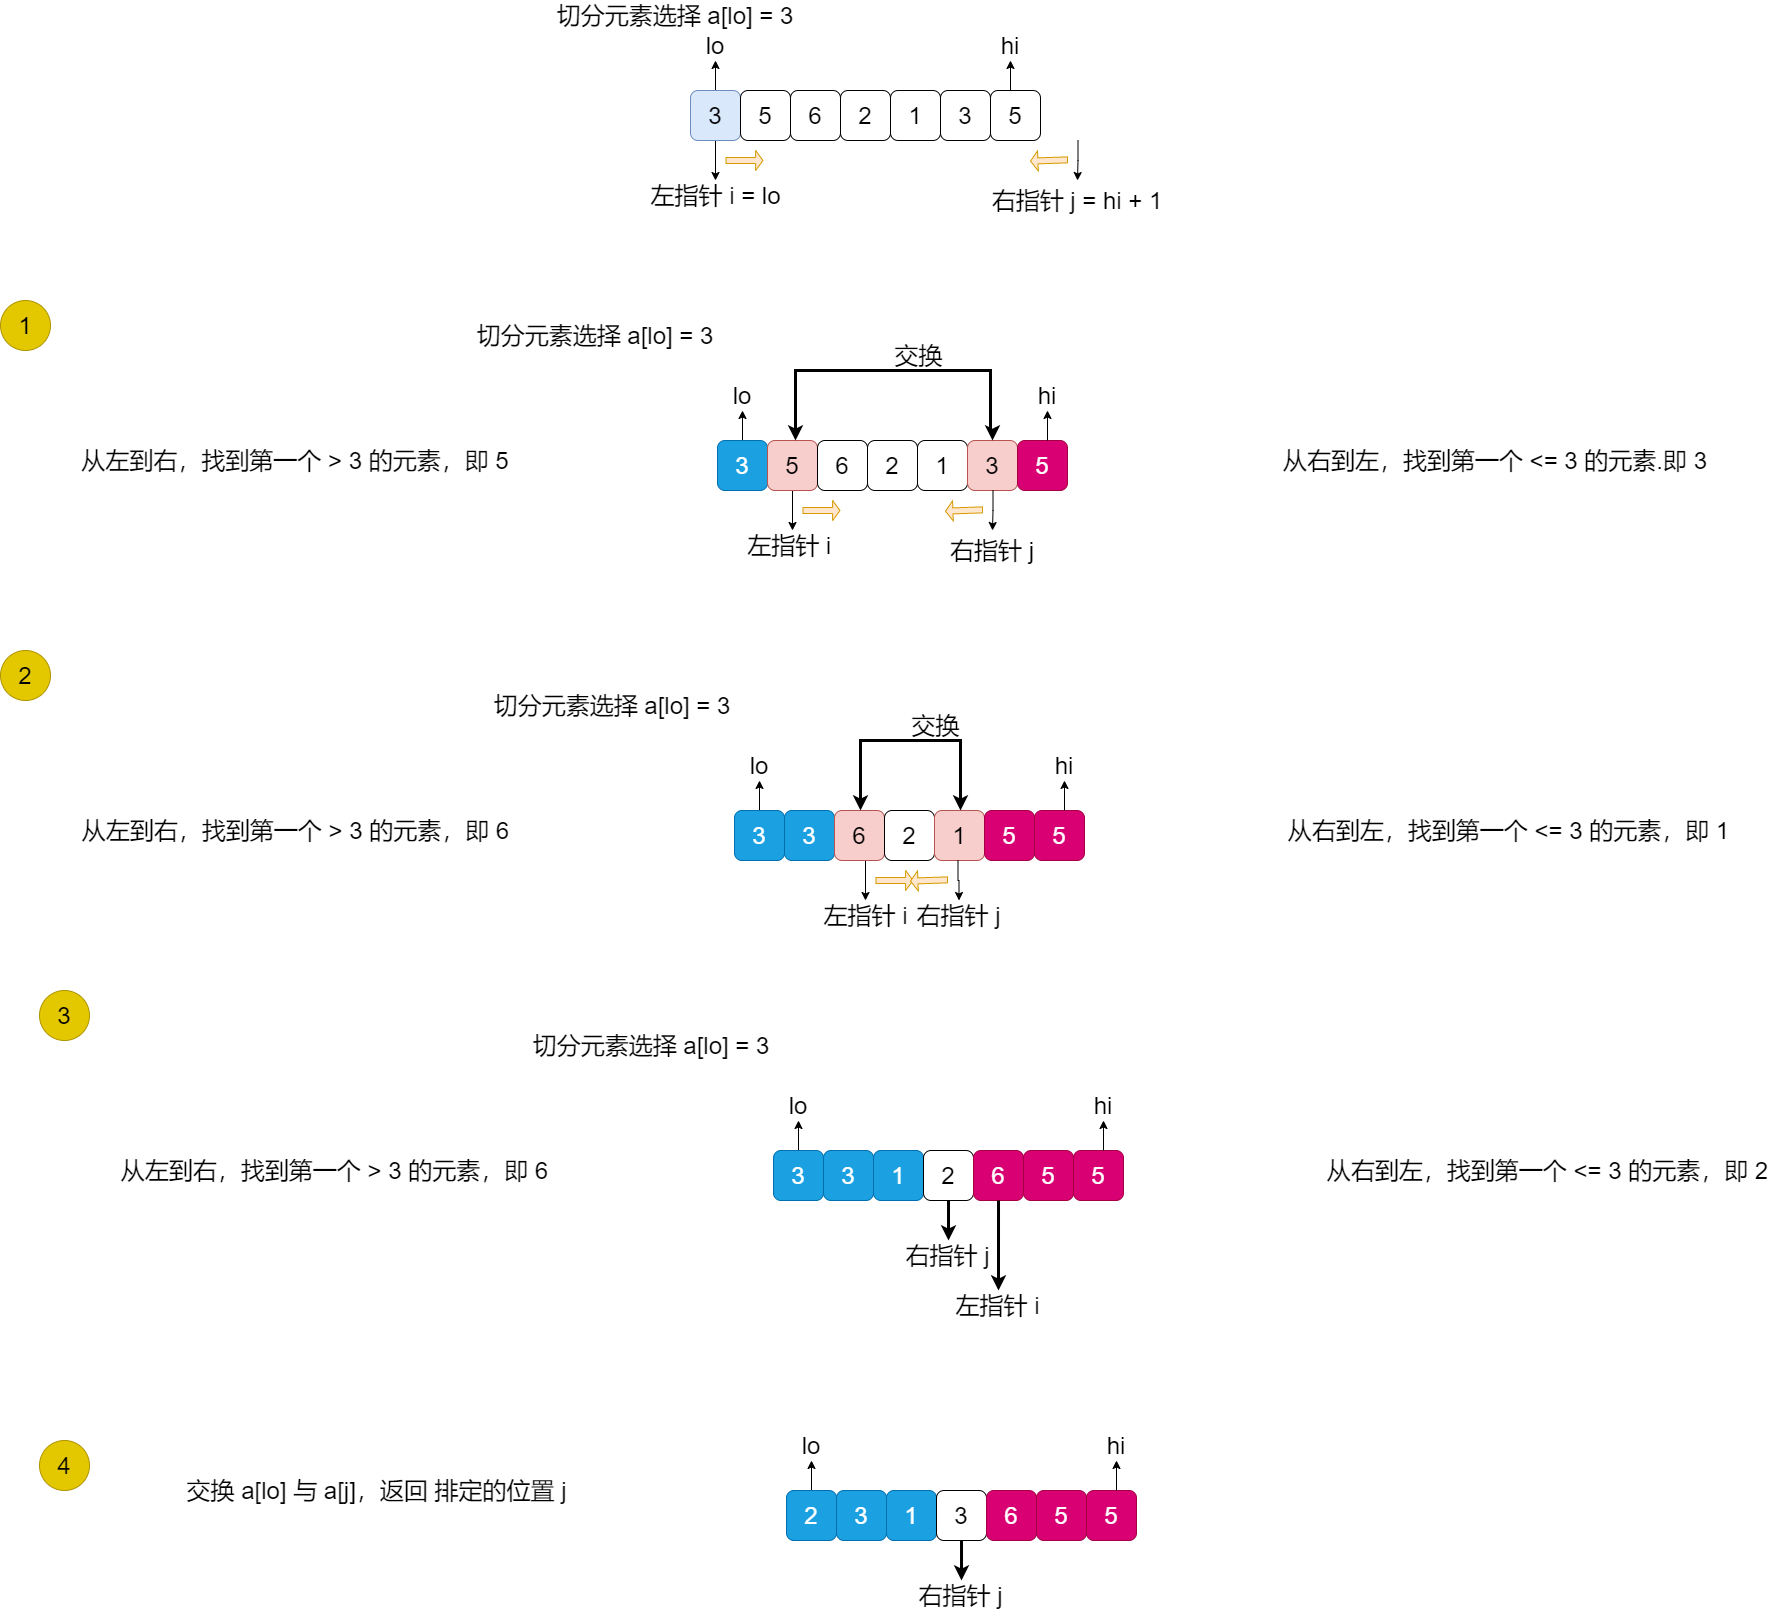 切分元素选择 a[lo] = 3
lo hi
3 5 6 2 1 3 5
左指针 i = lo
右指针 j = hi + 1
1
切分元素选择 a[lo] = 3
交换
lo hi
从左到右，找到第一个 > 3 的元素，即 5
3 5 6 2 1 3 5
从右到左，找到第一个 <= 3 的元素.即 3
左指针 i
右指针 j
2
切分元素选择 a[lo] = 3
交换
lo hi
从左到右，找到第一个 > 3 的元素，即 6
3 3 6 2 1 5 5
从右到左，找到第一个 <= 3 的元素，即 1
左指针 i 右指针 j
3
切分元素选择 a[lo] = 3
lo hi
从左到右，找到第一个 > 3 的元素，即 6
3 3 1 2 6 5 5
从右到左，找到第一个 <= 3 的元素，即 2
右指针 j
左指针 i
lo hi
4
交换 a[lo] 与 a[j]，返回 排定的位置 j
2 3 1 3 6 5 5
右指针 j